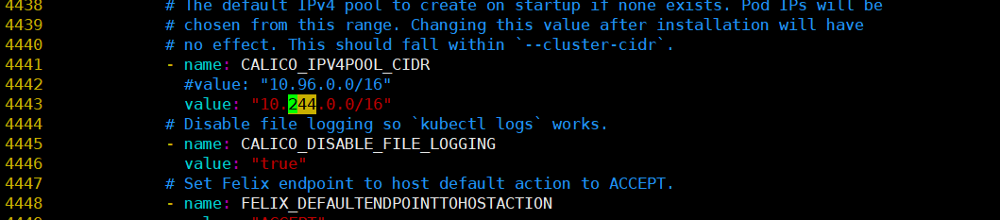 4438 # The default IPv4 pool to create on startup if none exists. Pod IPs will be
4439 # chosen from this range. Changing this value after installation will have
4440 # no effect. This should fall within `--cluster-cidr`.
4441 - name: CALICO_IPV4POOL_CIDR
4442 #value: "10.96.0.0/16"
4443 value: "10.244.0.0/16"
4444 # Disable file logging so `kubectl logs` works.
4445 - name: CALICO_DISABLE_FILE_LOGGING
4446 value: "true"
4447 # Set Felix endpoint to host default action to ACCEPT.
4448 - name: FELIX_DEFAULTENDPOINTTOHOSTACTION
4449 value: "ACCEPT"